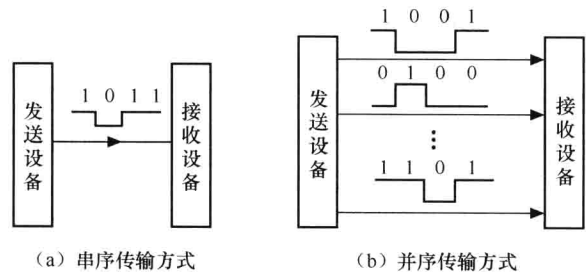 1 0 1 1
发送设备
接收设备
(a) 串序传输方式
1 0 0 1
0 1 0 0
1 1 0 1
发送设备
接收设备
(b) 并序传输方式